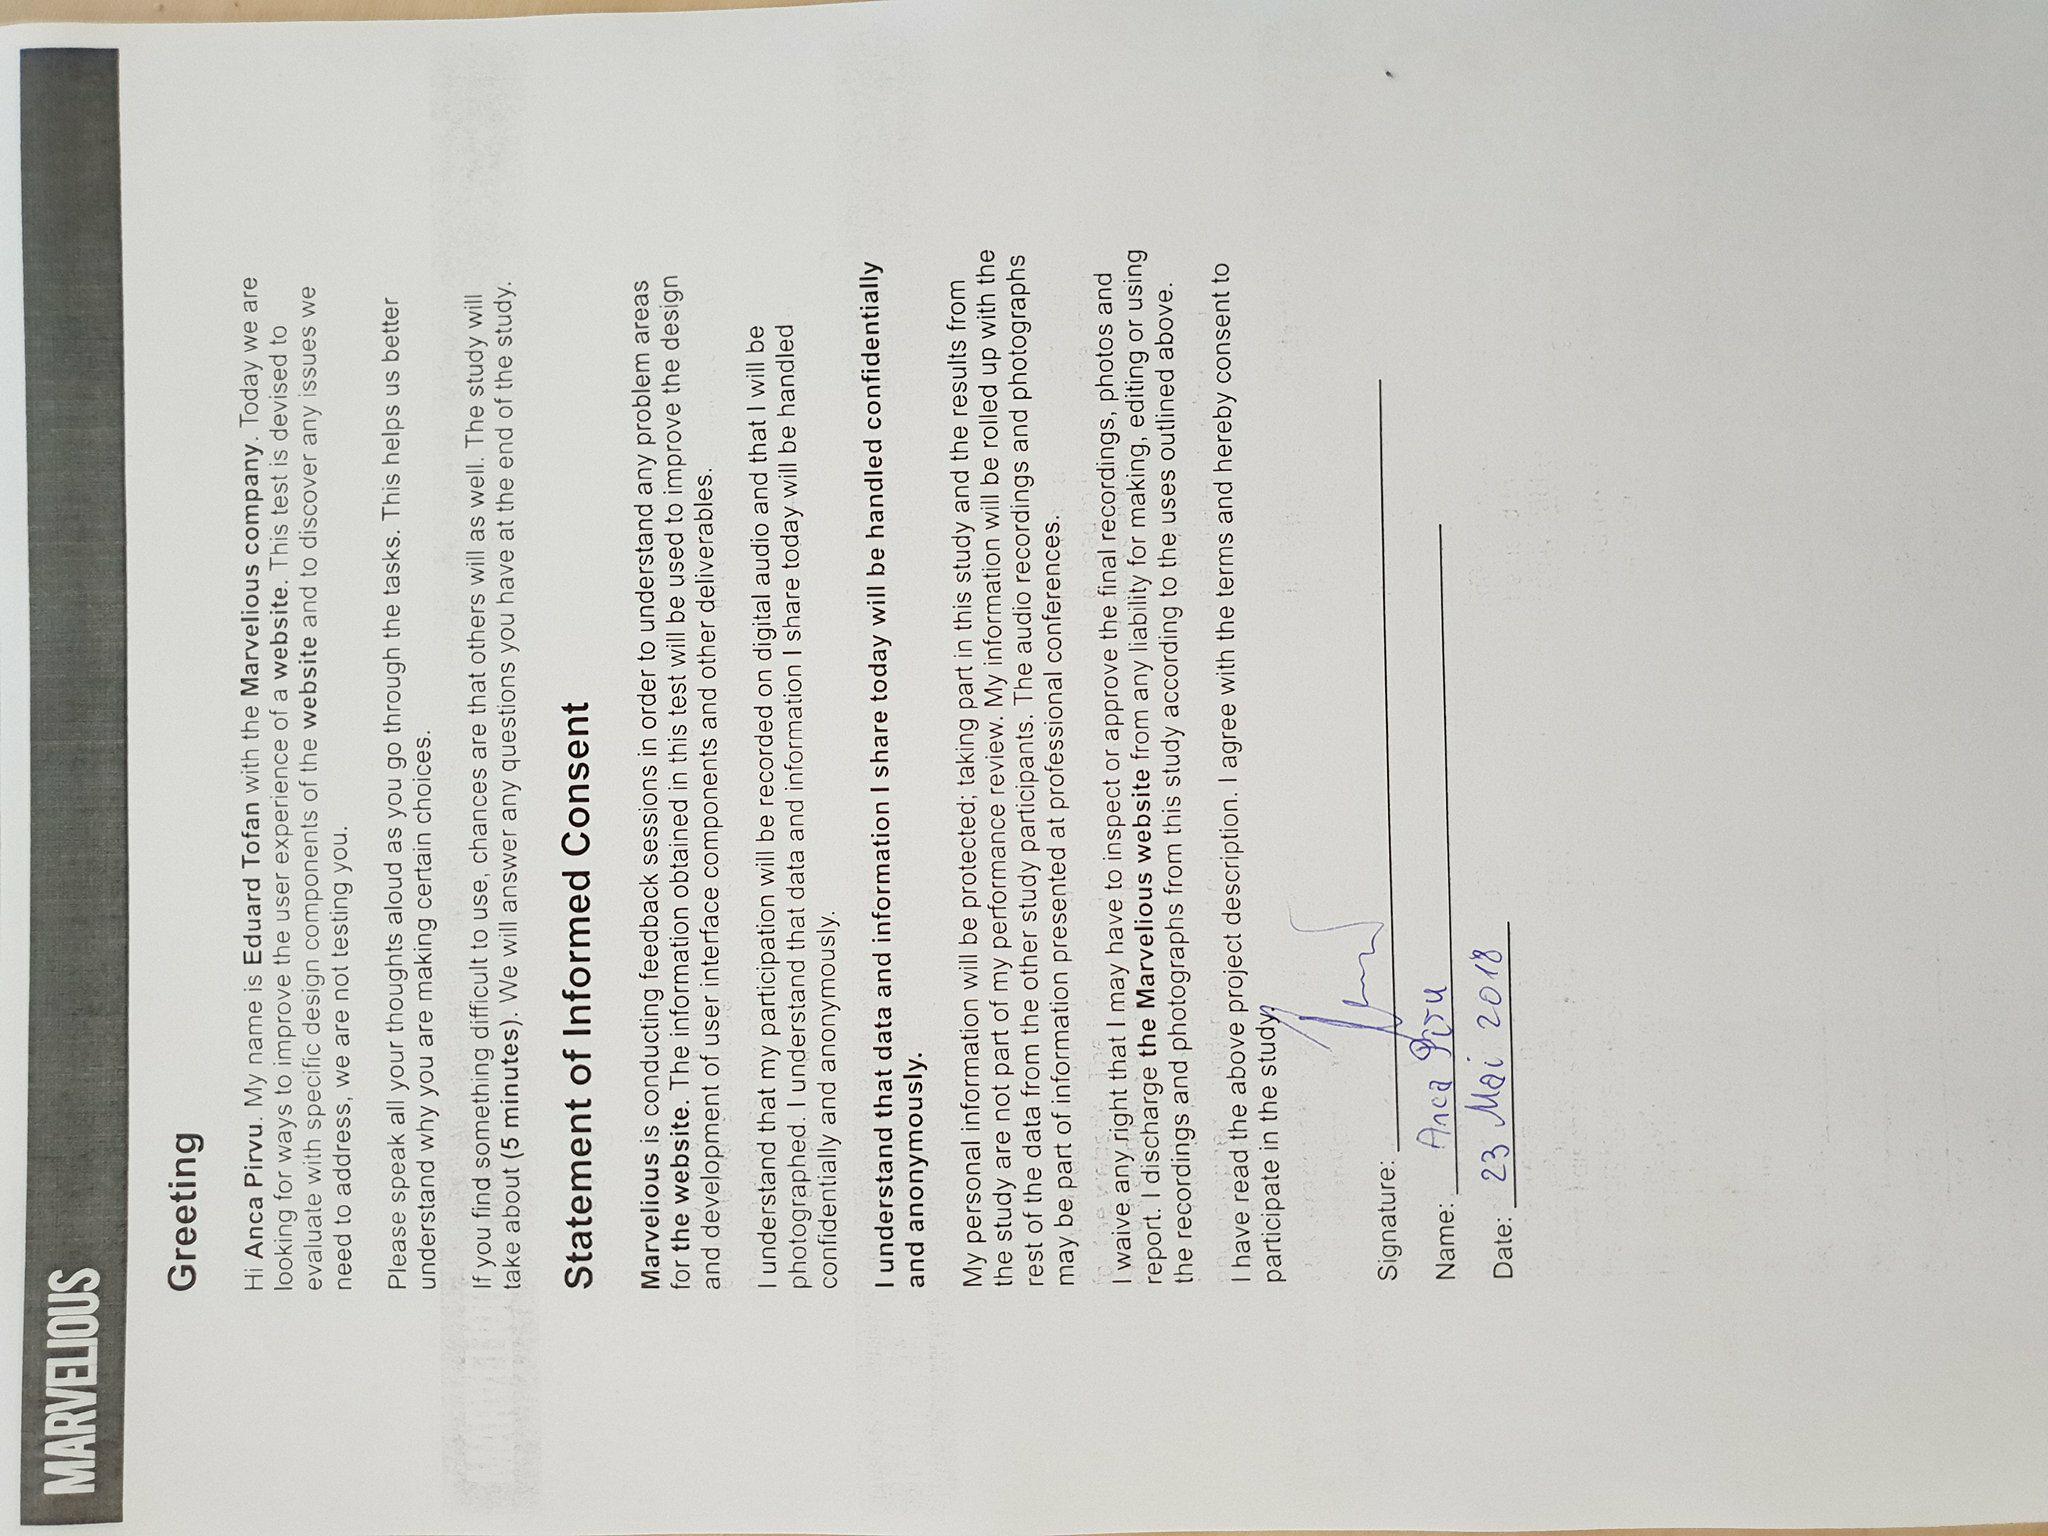 MARVELIOUS
Greeting
Hi Anca Pirvu. My name is Eduard Tofan with the Marvelious company. Today we are
looking for ways to improve the user experience of a website. This test is devised to
evaluate with specific design components of the website and to discover any issues we
need to address, we are not testing you.
Please speak all your thoughts aloud as you go through the tasks. This helps us better
understand why you are making certain choices.
If you find something difficult to use, chances are that others will as well. The study will
take about (5 minutes). We will answer any questions you have at the end of the study.
Statement of Informed Consent
Marvelious is conducting feedback sessions in order to understand any problem areas
for the website. The information obtained in this test will be used to improve the design
and development of user interface components and other deliverables.
I understand that my participation will be recorded on digital audio and that I will be
photographed. I understand that data and information I share today will be handled
confidentially and anonymously.
I understand that data and information I share today will be handled confidentially
and anonymously.
My personal information will be protected; taking part in this study and the results from
the study are not part of my performance review. My information will be rolled up with the
rest of the data from the other study participants. The audio recordings and photographs
may be part of information presented at professional conferences.
I waive any right that I may have to inspect or approve the final recordings, photos and
report. I discharge the Marvelious website from any liability for making, editing or using
the recordings and photographs from this study according to the uses outlined above.
I have read the above project description. I agree with the terms and hereby consent to
participate in the study.
Signature:
Name: Anca Pirvu
Date: 23 Mai 2018